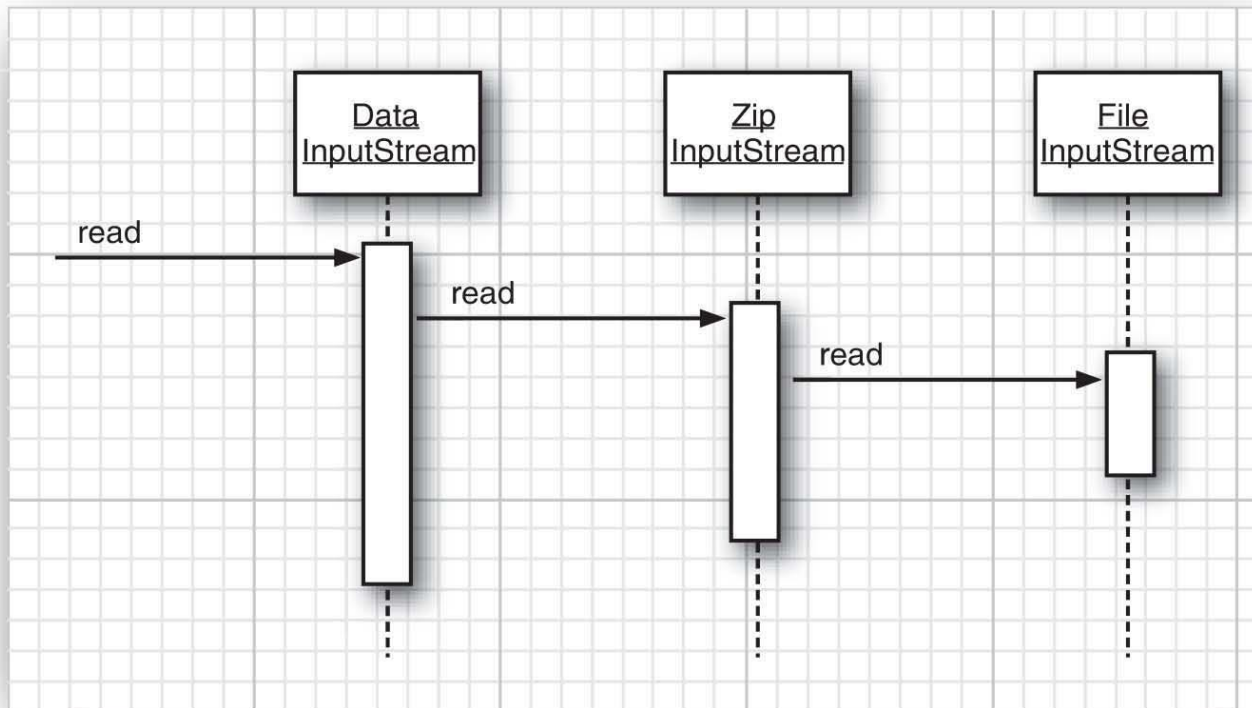 Data
InputStream
Zip
InputStream
File
InputStream
read
read
read